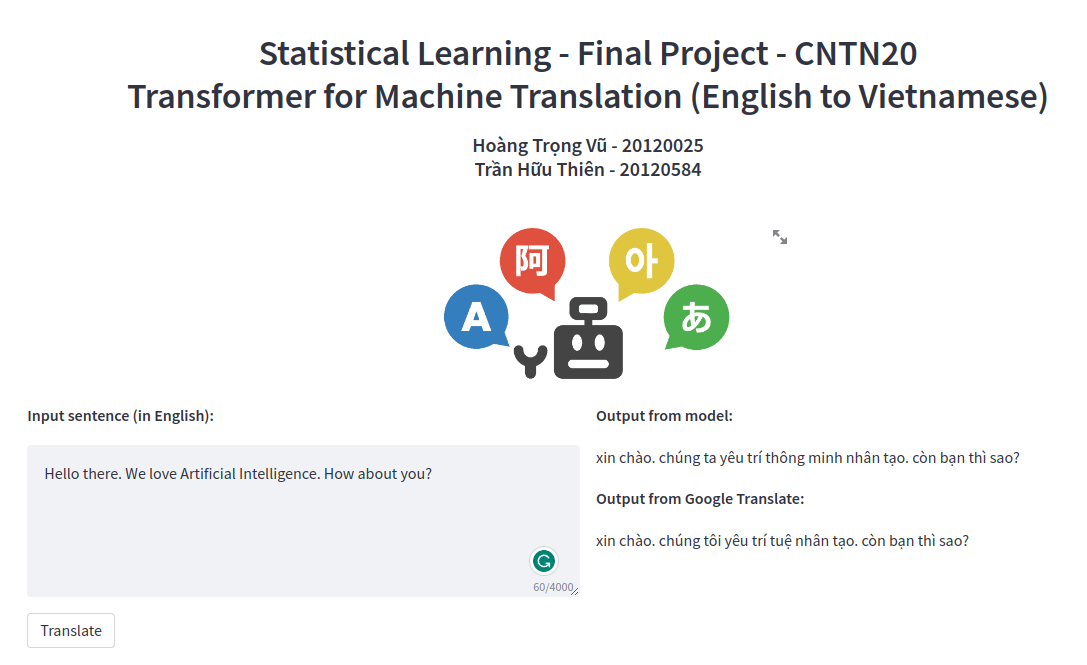 Statistical Learning - Final Project - CNTN20
Transformer for Machine Translation (English to Vietnamese)
Hoàng Trọng Vũ - 20120025
Trần Hữu Thiên - 20120584
阿
아
A
あ
Input sentence (in English):
Hello there. We love Artificial Intelligence. How about you?
60/4000
Translate
Output from model:
xin chào. chúng ta yêu trí thông minh nhân tạo. còn bạn thì sao?
Output from Google Translate:
xin chào. chúng tôi yêu trí tuệ nhân tạo. còn bạn thì sao?